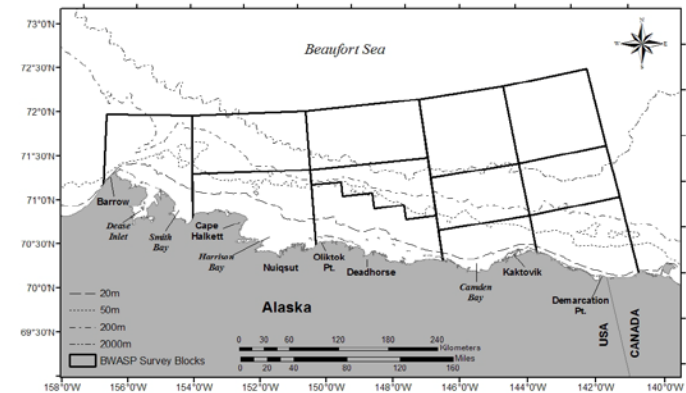 73°0'N
Beaufort Sea
N
72°30'N
72°0'N
71°30'N
71°0'N
Barrow
Dease
Inlet
Smith
Bay
Cape
Halkett
70°30'N
Harrison
Bay
Nuiqsut
Oliktok
Pt.
Deadhorse
Camden
Bay
Kaktovik
Demarcation
Pt.
70°0'N
20m
50m
200m
2000m
BWASP Survey Blocks
Alaska
USA
CANADA
69°30'N
0 30 60 120 180 240
Kilometers
Miles
0 20 40 80 120 160
158°0'W 156°0'W 154°0'W 152°0'W 150°0'W 148°0'W 146°0'W 144°0'W 142°0'W 140°0'W